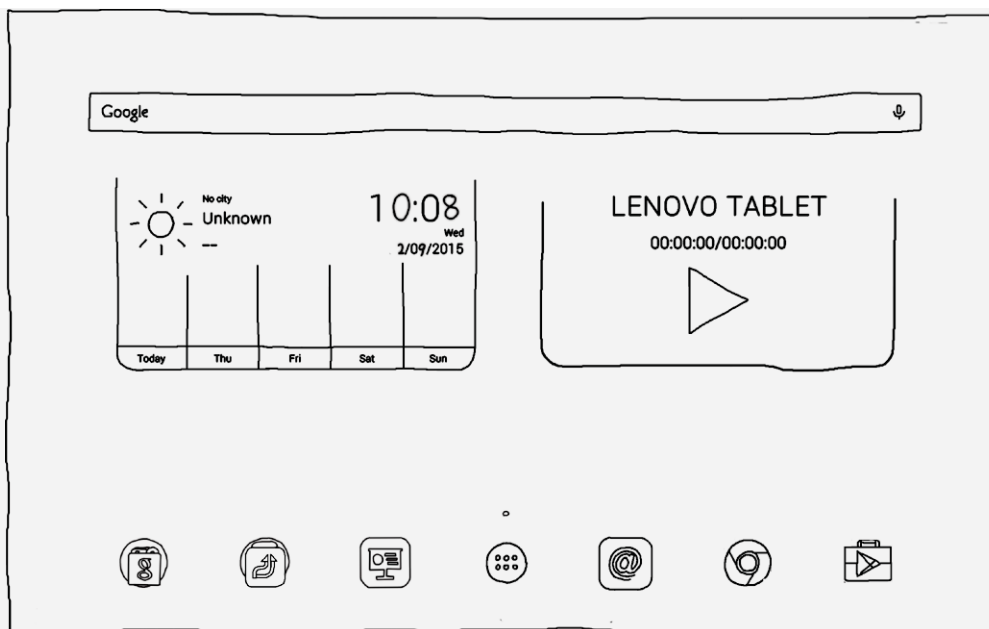 Google
No city
Unknown
--
10:08
Wed
2/09/2015
Today Thu Fri Sat Sun
LENOVO TABLET
00:00:00/00:00:00
g
@